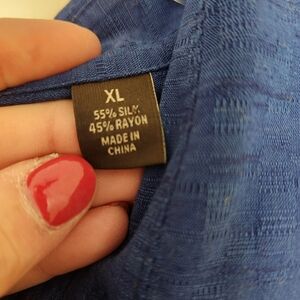 XL
55% SILK
45% RAYON
MADE IN
CHINA